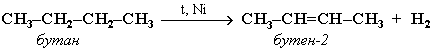 t, Ni
CH₃–CH₂–CH₂–CH₃ ⟶ CH₃–CH=CH–CH₃ + H₂
бутан бутен-2